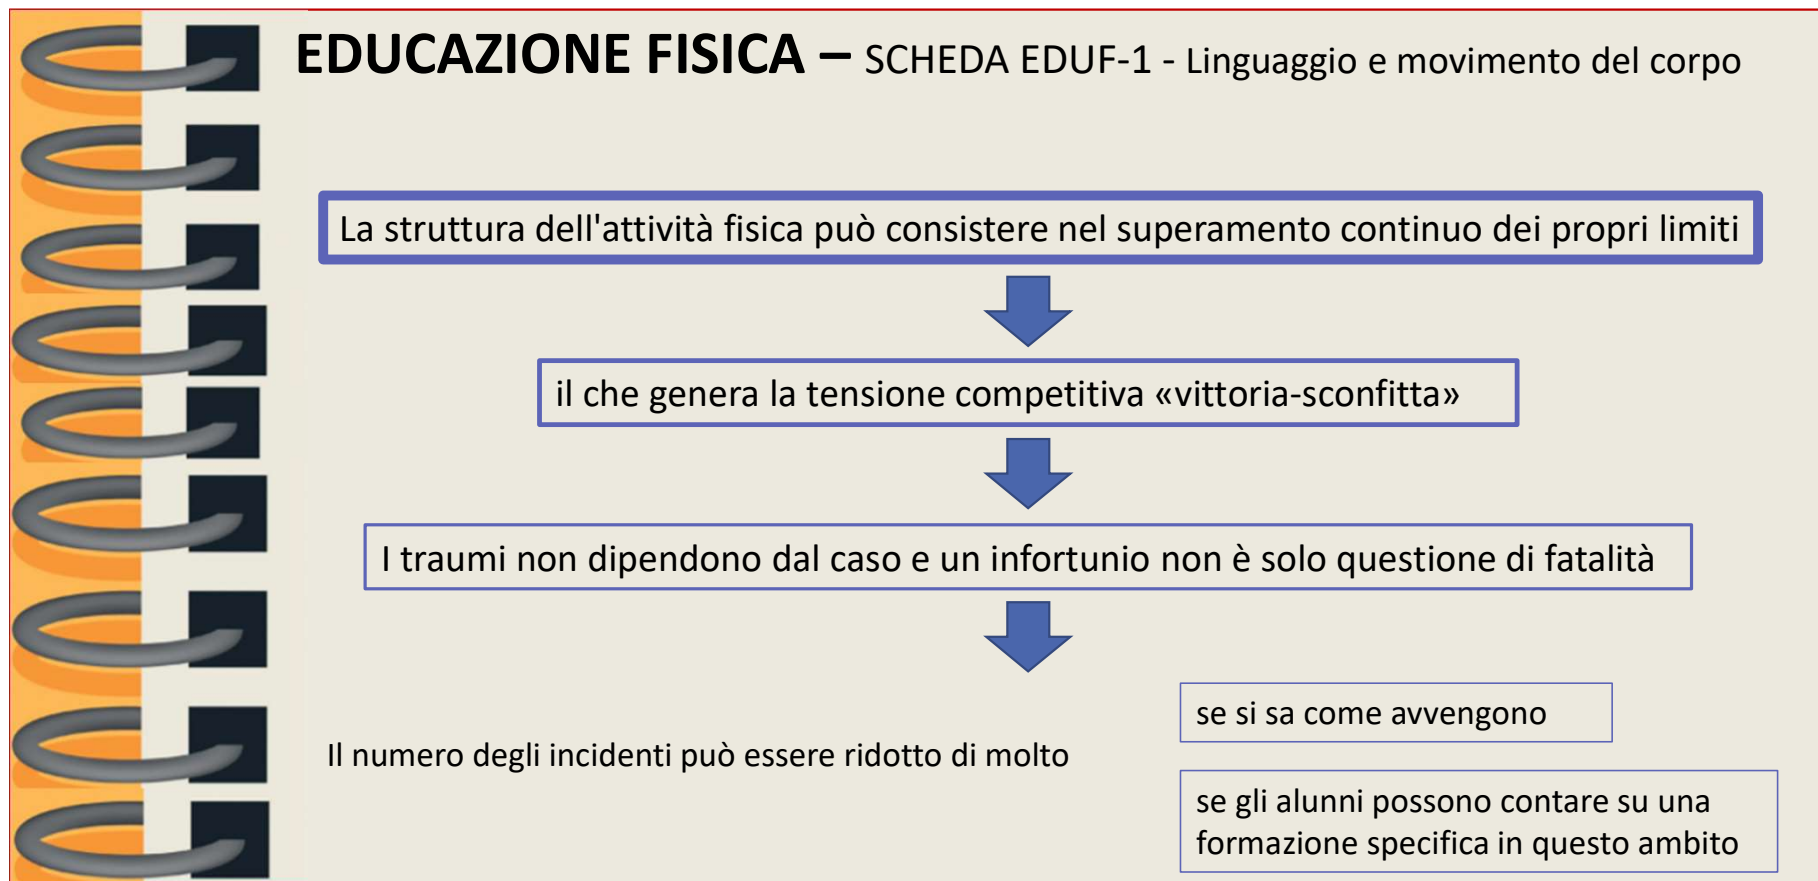 EDUCAZIONE FISICA – SCHEDA EDUF-1 - Linguaggio e movimento del corpo
La struttura dell'attività fisica può consistere nel superamento continuo dei propri limiti
il che genera la tensione competitiva «vittoria-sconfitta»
I traumi non dipendono dal caso e un infortunio non è solo questione di fatalità
Il numero degli incidenti può essere ridotto di molto
se si sa come avvengono
se gli alunni possono contare su una
formazione specifica in questo ambito